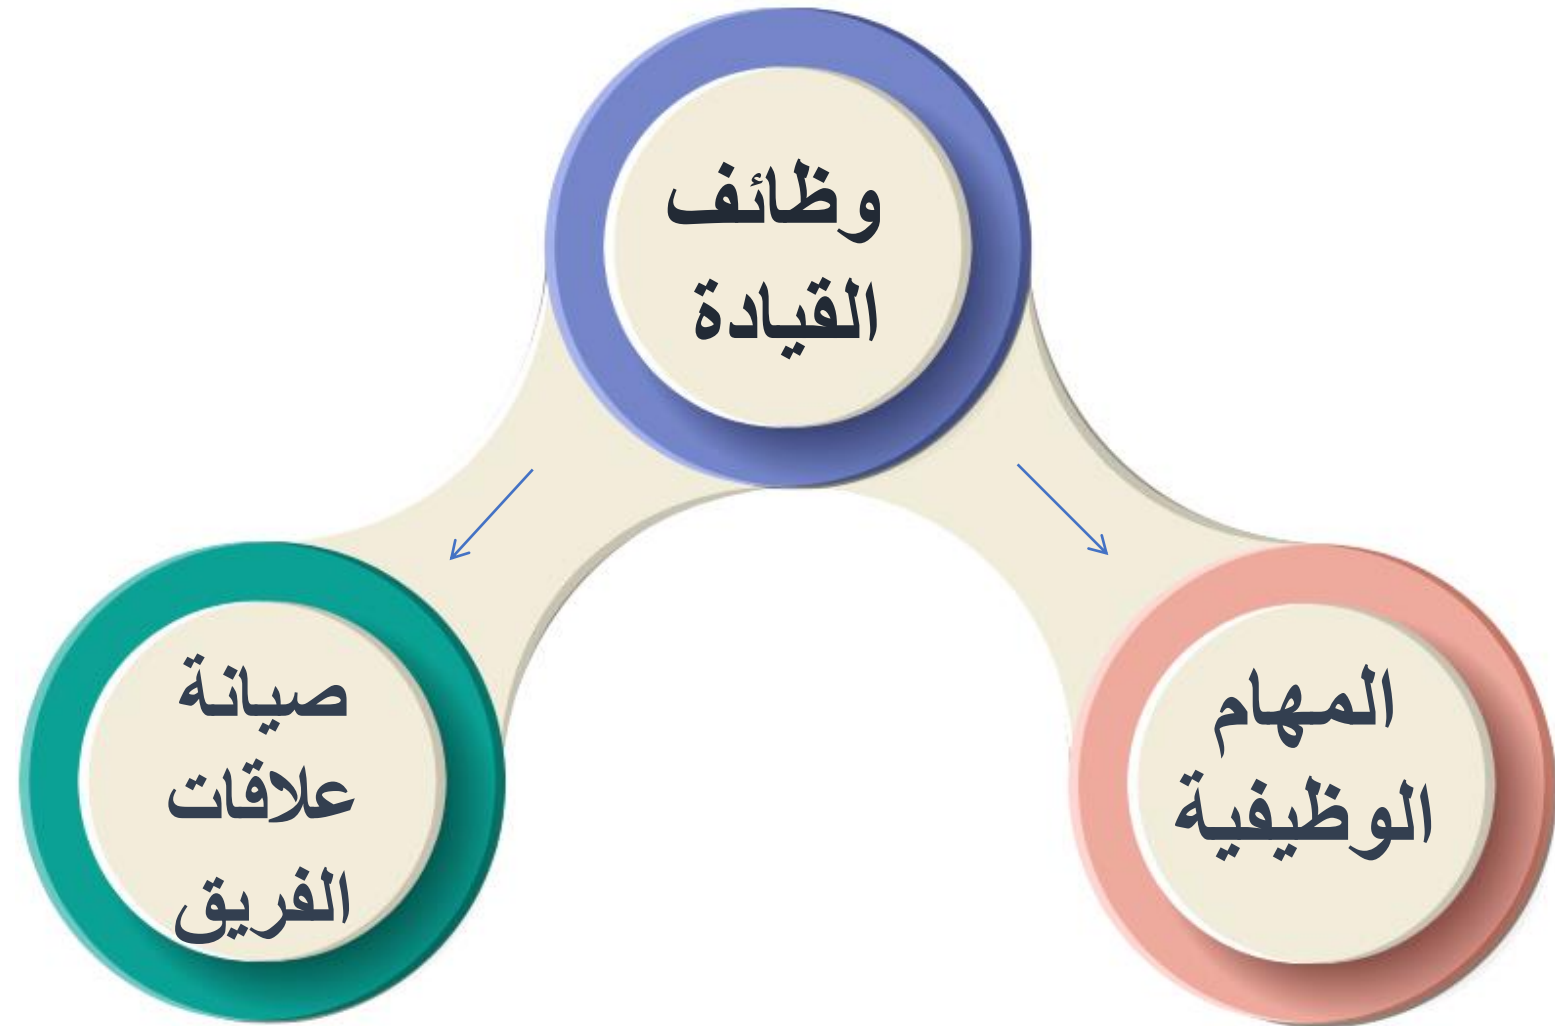 وظائف
القيادة
المهام
الوظيفية
صيانة
علاقات
الفريق